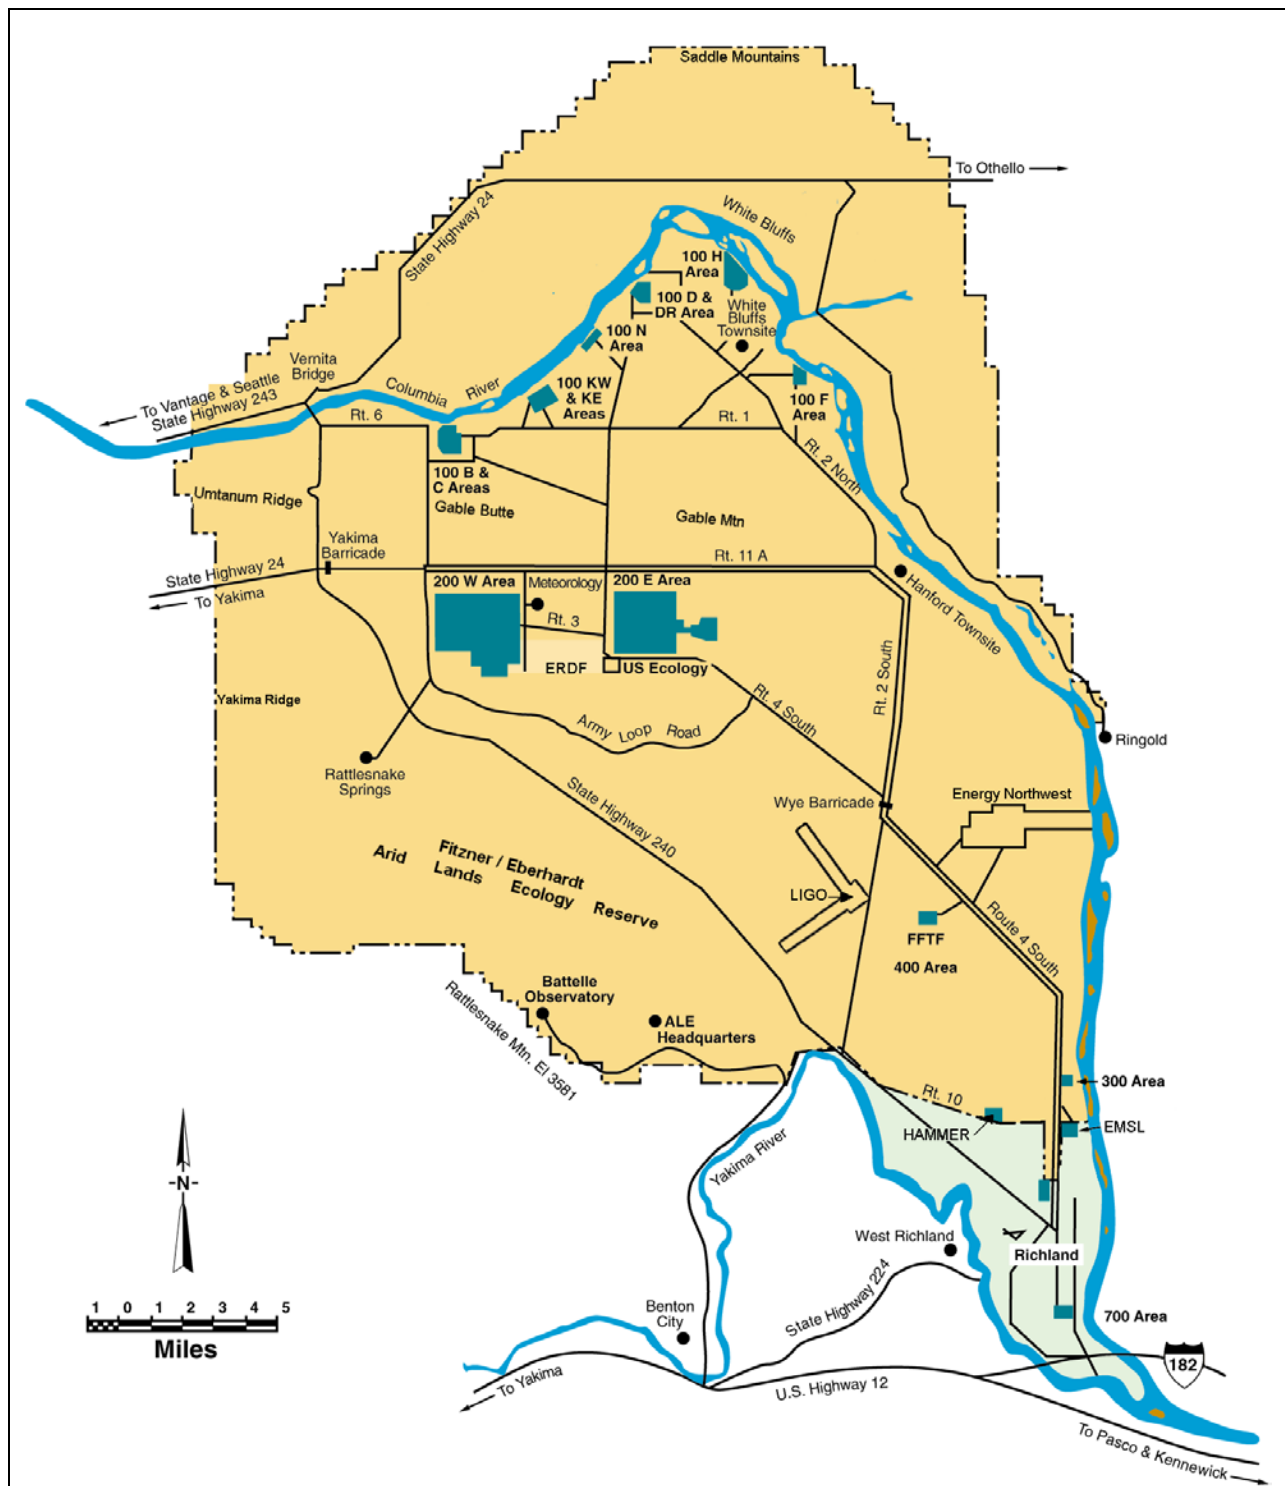 Saddle Mountains
To Othello
State Highway 24
White Bluffs
100 H
Area
100 D &
DR Area
White
Bluffs
Townsite
100 N
Area
Vernita
Bridge
To Vantage & Seattle
State Highway 243
Columbia
River
100 KW
& KE
Areas
100 F
Area
Rt. 6
Rt. 1
Rt. 2 North
100 B &
C Areas
Umtanum Ridge
Gable Butte
Gable Mtn
Yakima
Barricade
Rt. 11 A
State Highway 24
To Yakima
200 W Area
Meteorology
200 E Area
Hanford Townsite
Rt. 3
ERDF
US Ecology
Rt. 4 South
Rt. 2 South
Yakima Ridge
Army Loop Road
Ringold
Rattlesnake
Springs
State Highway 240
Wye Barricade
Energy Northwest
Fitzner / Eberhardt
Arid Lands Ecology Reserve
LIGO
Route 4 South
FFTF
400 Area
Battelle
Observatory
Rattlesnake Mtn. El 3581
ALE
Headquarters
300 Area
Rt. 10
HAMMER
EMSL
-N-
Yakima River
West Richland
Richland
State Highway 224
Benton
City
700 Area
1 0 1 2 3 4 5
Miles
182
To Yakima
U.S. Highway 12
To Pasco & Kennewick